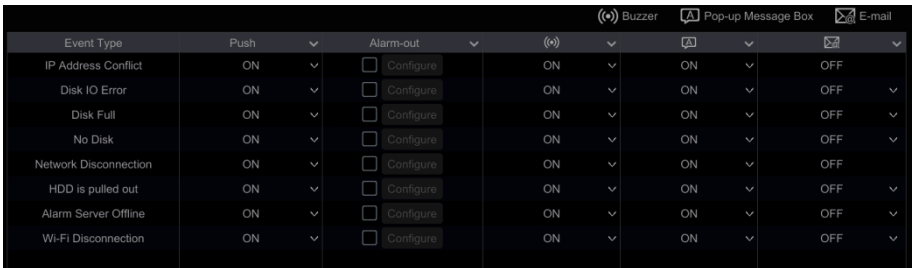 Buzzer Pop-up Message Box E-mail
Event Type Push Alarm-out
IP Address Conflict ON Configure ON ON OFF
Disk IO Error ON Configure ON ON OFF
Disk Full ON Configure ON ON OFF
No Disk ON Configure ON ON OFF
Network Disconnection ON Configure ON ON OFF
HDD is pulled out ON Configure ON ON OFF
Alarm Server Offline ON Configure ON ON OFF
Wi-Fi Disconnection ON Configure ON ON OFF